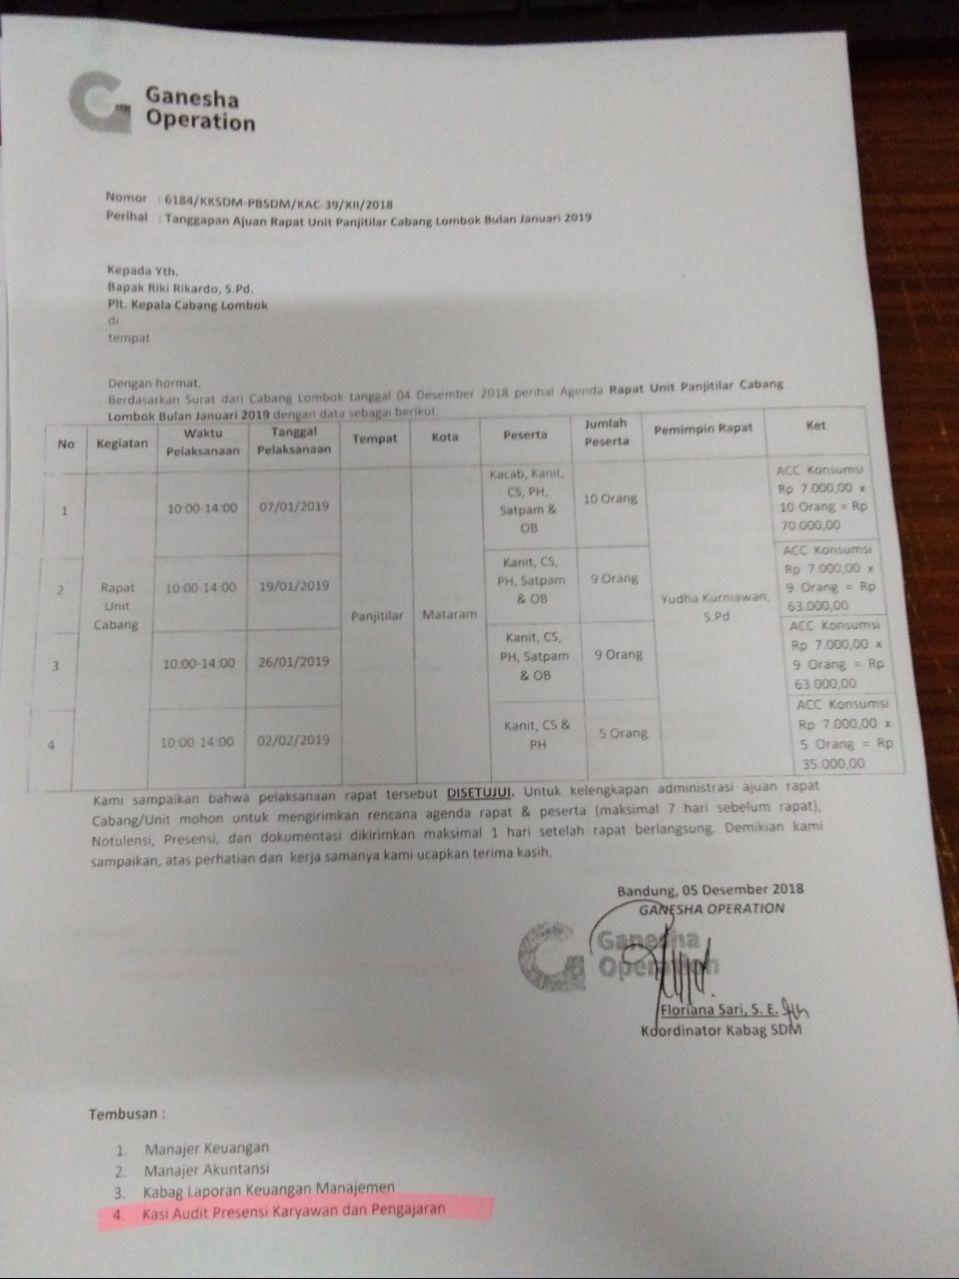 Ganesha
Operation
Nomor : 6184/KKSDM-PBSDM/KAC-39/XII/2018
Perihal : Tanggapan Ajuan Rapat Unit Panjitilar Cabang Lombok Bulan Januari 2019
Kepada Yth.
Bapak Riki Rikardo, S.Pd.
Plt. Kepala Cabang Lombok
di
tempat
Dengan hormat,
Berdasarkan Surat dari Cabang Lombok tanggal 04 Desember 2018 perihal Agenda Rapat Unit Panjitilar Cabang
Lombok Bulan Januari 2019 dengan data sebagai berikut
No Kegiatan Waktu Pelaksanaan Tanggal Pelaksanaan Tempat Kota Peserta Jumlah Peserta Pemimpin Rapat Ket
1 10:00-14:00 07/01/2019 Kacab, Kanit, CS, PH, Satpam & OB 10 Orang ACC Konsumsi Rp 7.000,00 x 10 Orang = Rp 70.000,00
2 Rapat Unit Cabang 10:00-14:00 19/01/2019 Panjitilar Mataram Kanit, CS, PH, Satpam & OB 9 Orang Yudha Kurniawan, S.Pd ACC Konsumsi Rp 7.000,00 x 9 Orang = Rp 63.000,00
3 10:00-14:00 26/01/2019 Kanit, CS, PH, Satpam & OB 9 Orang ACC Konsumsi Rp 7.000,00 x 9 Orang = Rp 63.000,00
4 10:00-14:00 02/02/2019 Kanit, CS & PH 5 Orang ACC Konsumsi Rp 7.000,00 x 5 Orang = Rp 35.000,00
Kami sampaikan bahwa pelaksanaan rapat tersebut DISETUJUI. Untuk kelengkapan administrasi ajuan rapat
Cabang/Unit mohon untuk mengirimkan rencana agenda rapat & peserta (maksimal 7 hari sebelum rapat),
Notulensi, Presensi, dan dokumentasi dikirimkan maksimal 1 hari setelah rapat berlangsung. Demikian kami
sampaikan, atas perhatian dan kerja samanya kami ucapkan terima kasih.
Bandung, 05 Desember 2018
GANESHA OPERATION
Ganesha
Operation
Floriana Sari, S. E.
Koordinator Kabag SDM
Tembusan :
1. Manajer Keuangan
2. Manajer Akuntansi
3. Kabag Laporan Keuangan Manajemen
4. Kasi Audit Presensi Karyawan dan Pengajaran